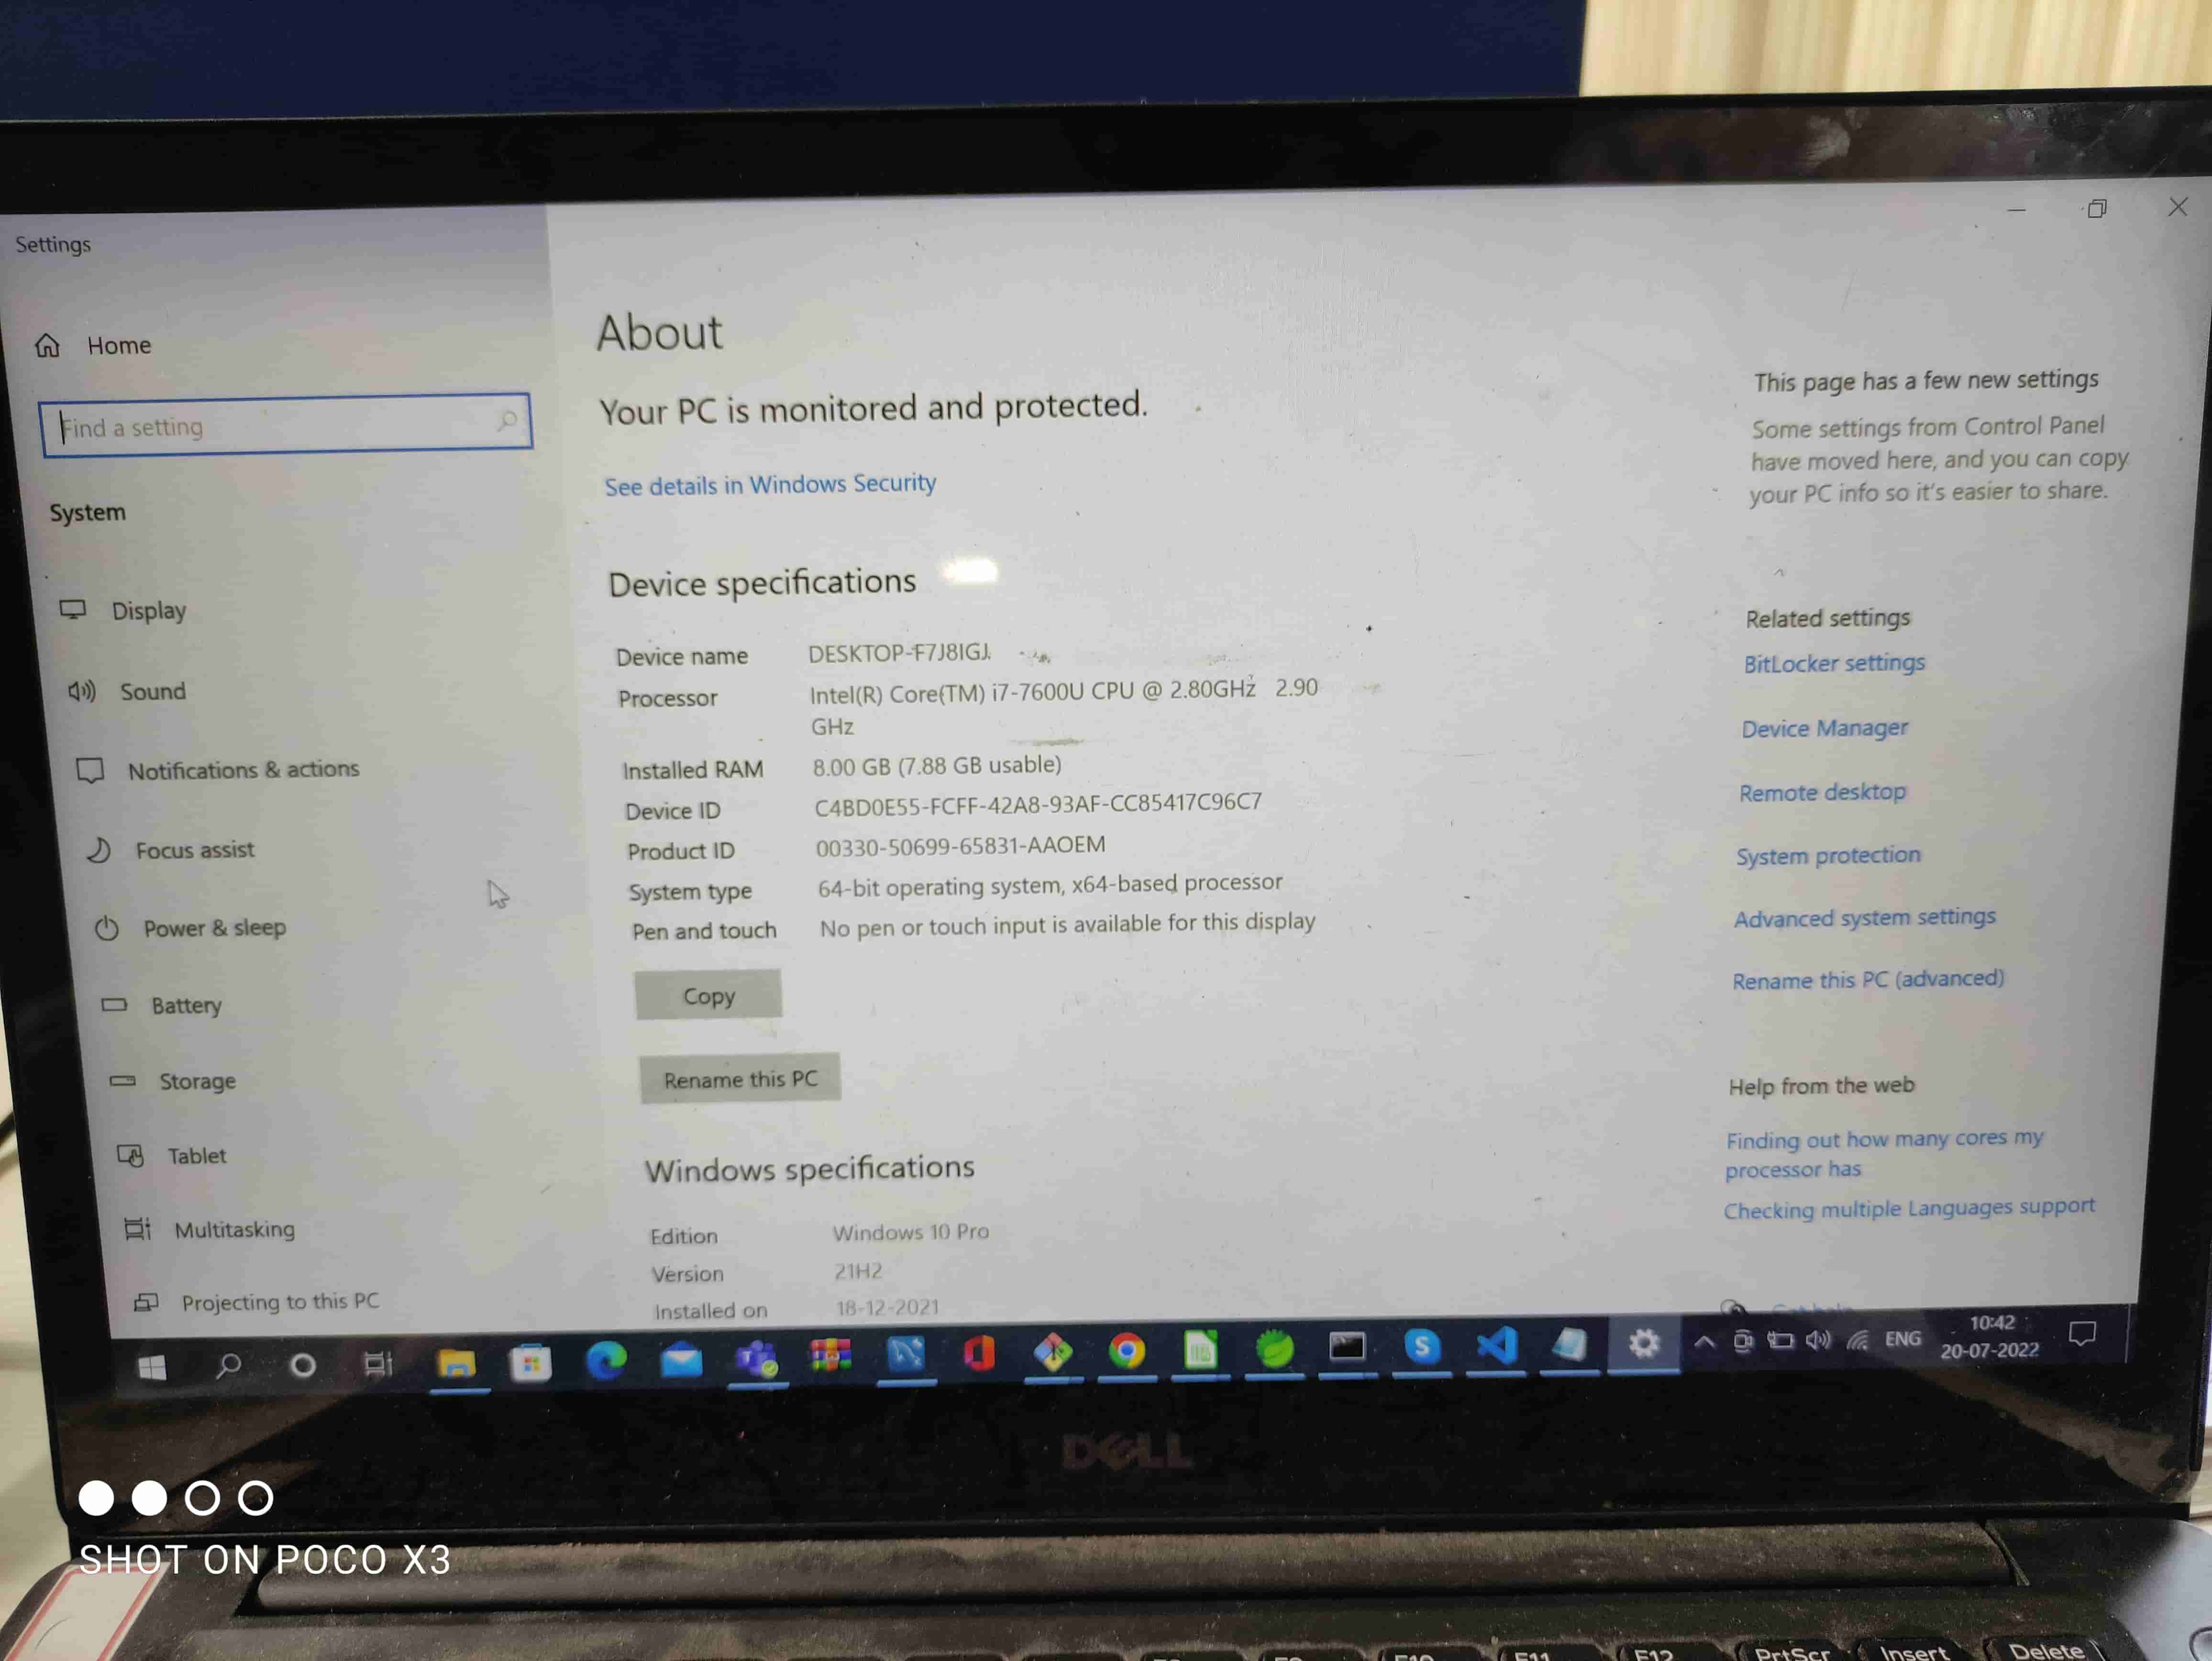 Settings
Home
Find a setting
System
Display
Sound
Notifications & actions
Focus assist
Power & sleep
Battery
Storage
Tablet
Multitasking
Projecting to this PC
About
Your PC is monitored and protected.
See details in Windows Security
Device specifications
Device name DESKTOP-F7J8IGJ
Processor Intel(R) Core(TM) i7-7600U CPU @ 2.80GHz 2.90
GHz
Installed RAM 8.00 GB (7.88 GB usable)
Device ID C4BD0E55-FCFF-42A8-93AF-CC85417C96C7
Product ID 00330-50699-65831-AAOEM
System type 64-bit operating system, x64-based processor
Pen and touch No pen or touch input is available for this display
Copy
Rename this PC
Windows specifications
Edition Windows 10 Pro
Version 21H2
Installed on 18-12-2021
This page has a few new settings
Some settings from Control Panel
have moved here, and you can copy
your PC info so it's easier to share.
Related settings
BitLocker settings
Device Manager
Remote desktop
System protection
Advanced system settings
Rename this PC (advanced)
Help from the web
Finding out how many cores my
processor has
Checking multiple Languages support
ENG
10:42
20-07-2022
DELL
SHOT ON POCO X3
F10 F11 F12 PrtScr Insert Delete